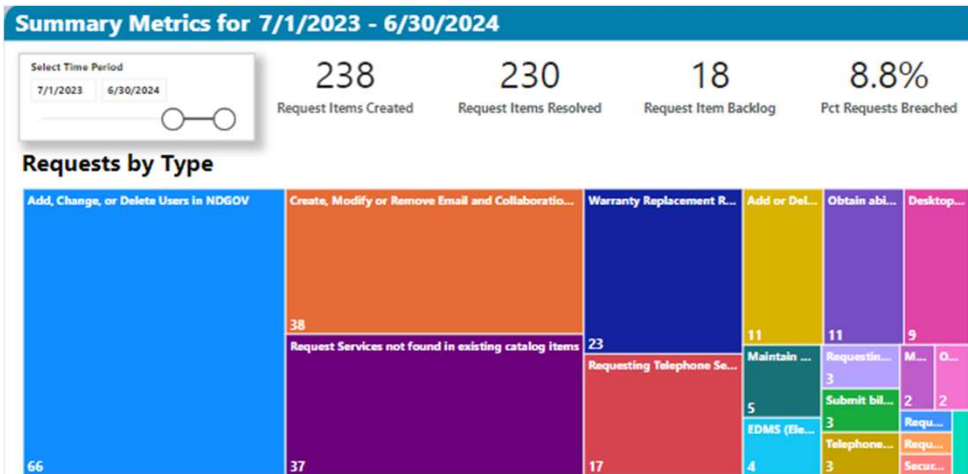 Summary Metrics for 7/1/2023 - 6/30/2024
Select Time Period
7/1/2023 6/30/2024
238
Request Items Created
230
Request Items Resolved
18
Request Item Backlog
8.8%
Pct Requests Breached
Requests by Type
Add, Change, or Delete Users in NDGOV
66
Create, Modify or Remove Email and Collaboratio...
38
Request Services not found in existing catalog items
37
Warranty Replacement R...
23
Requesting Telephone Se...
17
Add or Del...
11
Obtain abi...
11
Desktop...
9
Maintain ...
5
EDMS (Ele...
4
Requestin...
3
Submit bil...
3
Telephone...
3
M...
2
O...
2
Requ...
Requ...
Secur...